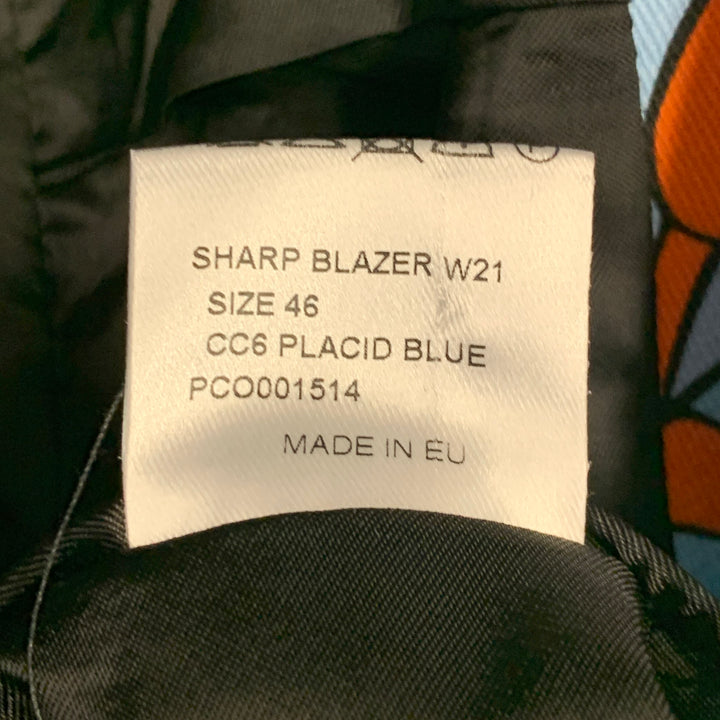 SHARP BLAZER W21
SIZE 46
CC6 PLACID BLUE
PCO001514
MADE IN EU